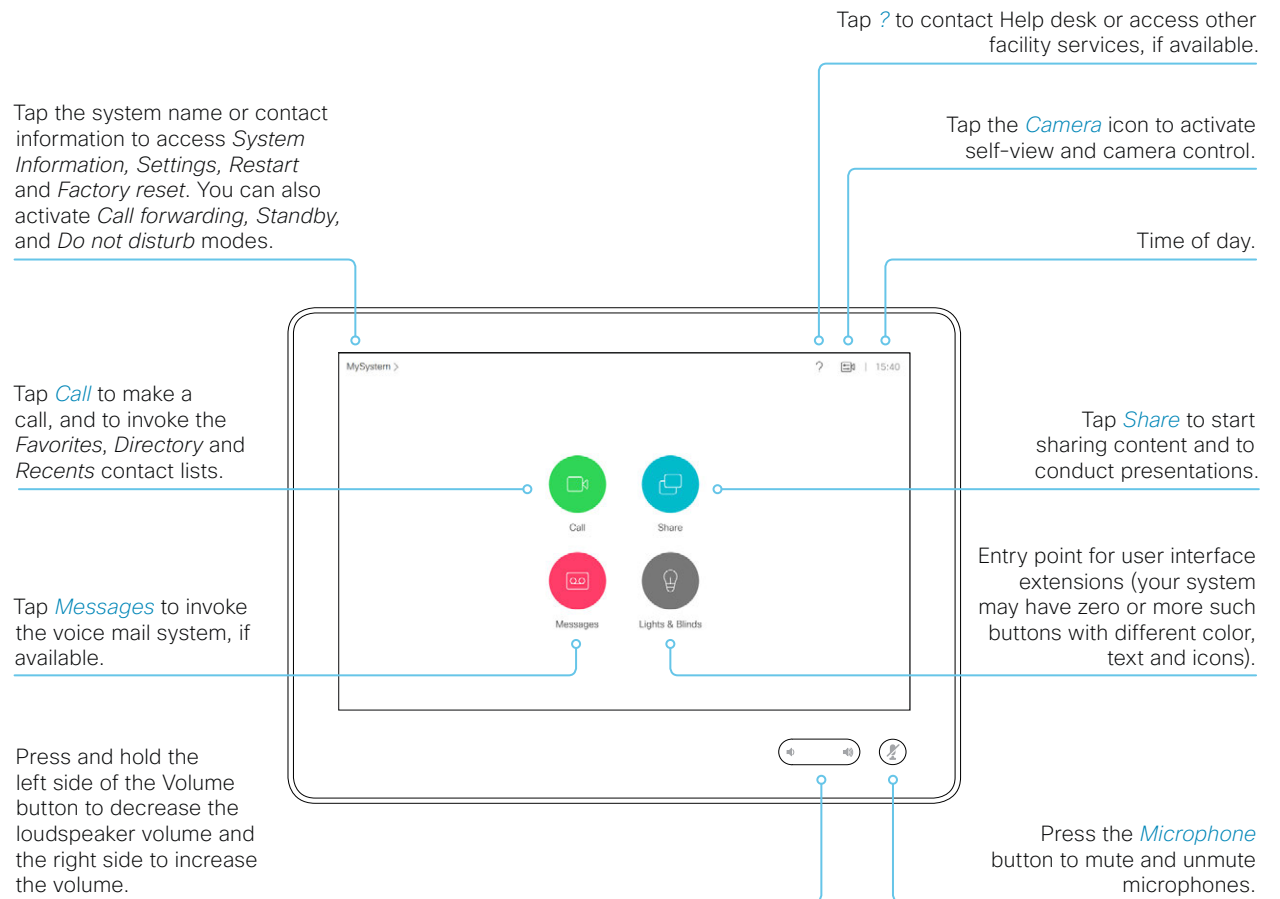 Tap ? to contact Help desk or access other
facility services, if available.
Tap the system name or contact
information to access System
Information, Settings, Restart
and Factory reset. You can also
activate Call forwarding, Standby,
and Do not disturb modes.
Tap the Camera icon to activate
self-view and camera control.
Time of day.
MySystem >
? | 15:40
Tap Call to make a
call, and to invoke the
Favorites, Directory and
Recents contact lists.
Tap Share to start
sharing content and to
conduct presentations.
Call
Share
Messages
Lights & Blinds
Tap Messages to invoke
the voice mail system, if
available.
Entry point for user interface
extensions (your system
may have zero or more such
buttons with different color,
text and icons).
Press and hold the
left side of the Volume
button to decrease the
loudspeaker volume and
the right side to increase
the volume.
Press the Microphone
button to mute and unmute
microphones.